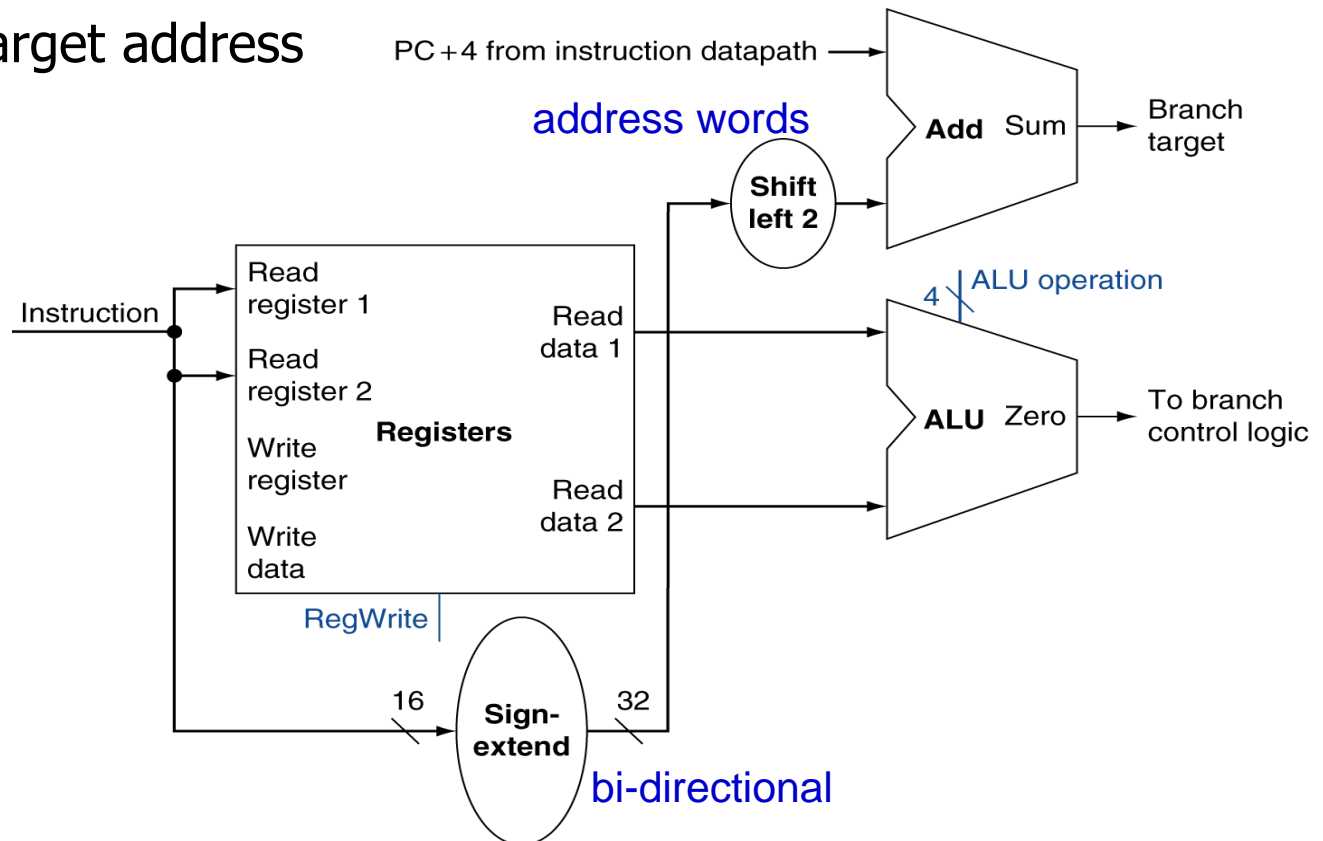 arget address
PC+4 from instruction datapath
address words
Add Sum
Branch
target
Shift
left 2
Instruction
Read
register 1
Read
register 2
Write
register
Write
data
Registers
Read
data 1
Read
data 2
RegWrite
4
ALU operation
ALU Zero
To branch
control logic
16
Sign-
extend
32
bi-directional